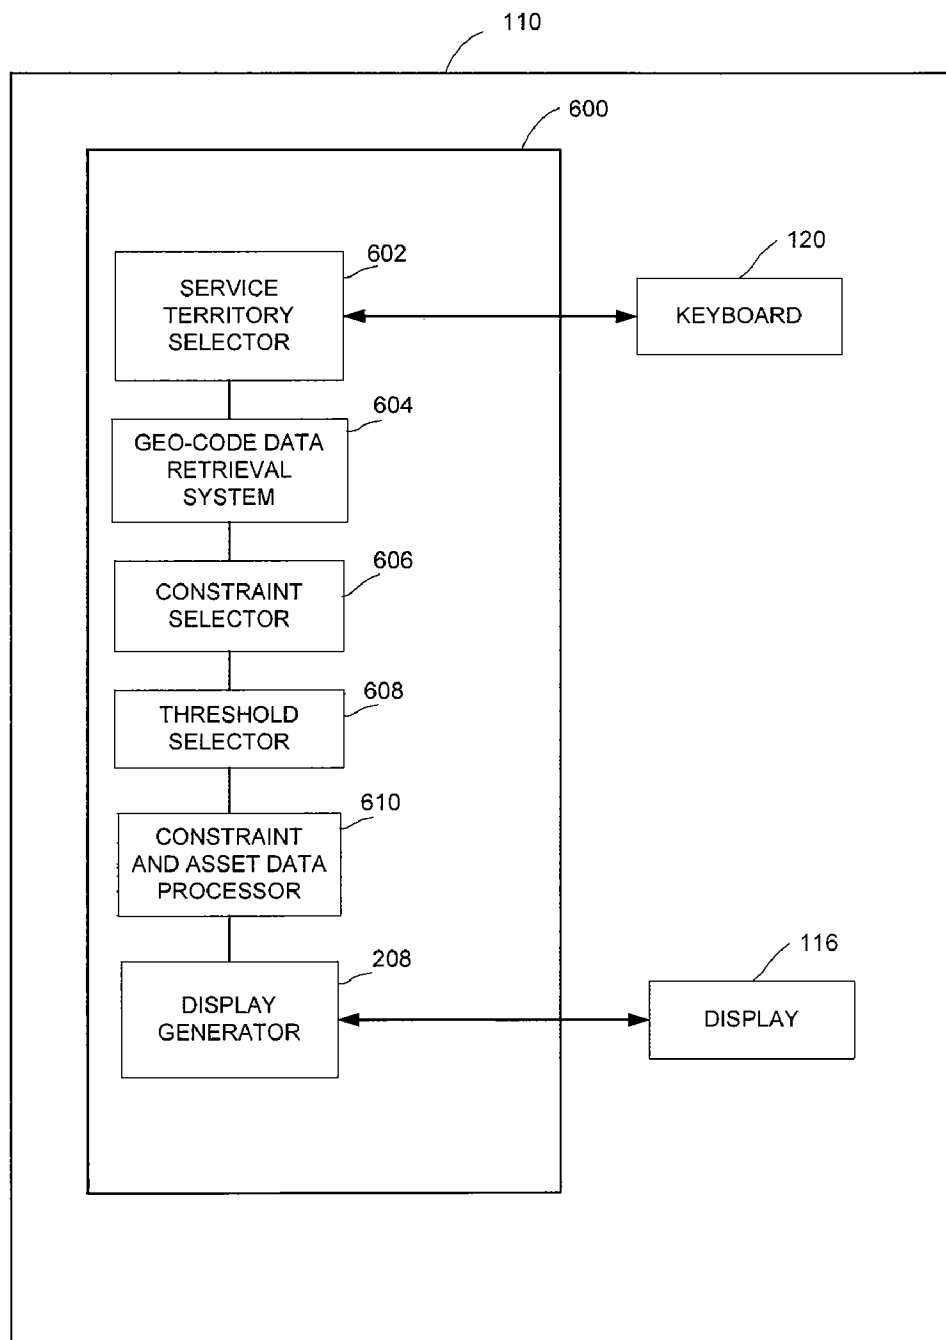 110
600
602
SERVICE
TERRITORY
SELECTOR
120
KEYBOARD
604
GEO-CODE DATA
RETRIEVAL
SYSTEM
606
CONSTRAINT
SELECTOR
608
THRESHOLD
SELECTOR
610
CONSTRAINT
AND ASSET DATA
PROCESSOR
208
DISPLAY
GENERATOR
116
DISPLAY